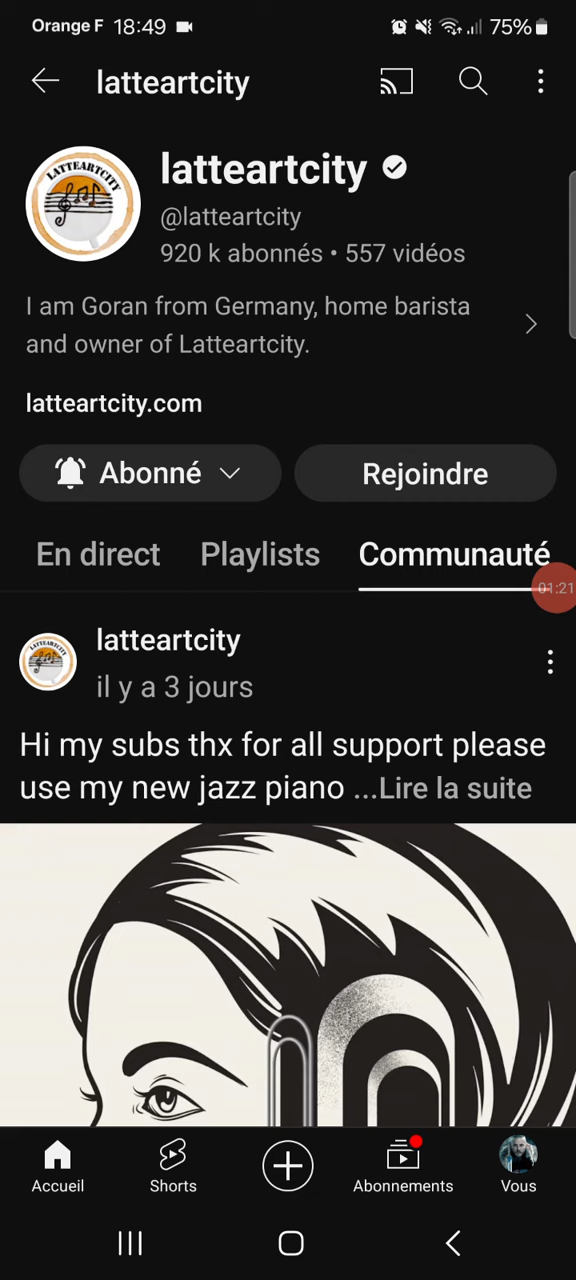 Orange F 18:49 75%
latteartcity
LATTEARTCITY
latteartcity
@latteartcity
920 k abonnés • 557 vidéos
I am Goran from Germany, home barista
and owner of Latteartcity.
latteartcity.com
Abonné
Rejoindre
En direct Playlists Communauté
01:21
LATTEARTCITY
latteartcity
il y a 3 jours
Hi my subs thx for all support please
use my new jazz piano ...Lire la suite
Accueil Shorts Abonnements Vous